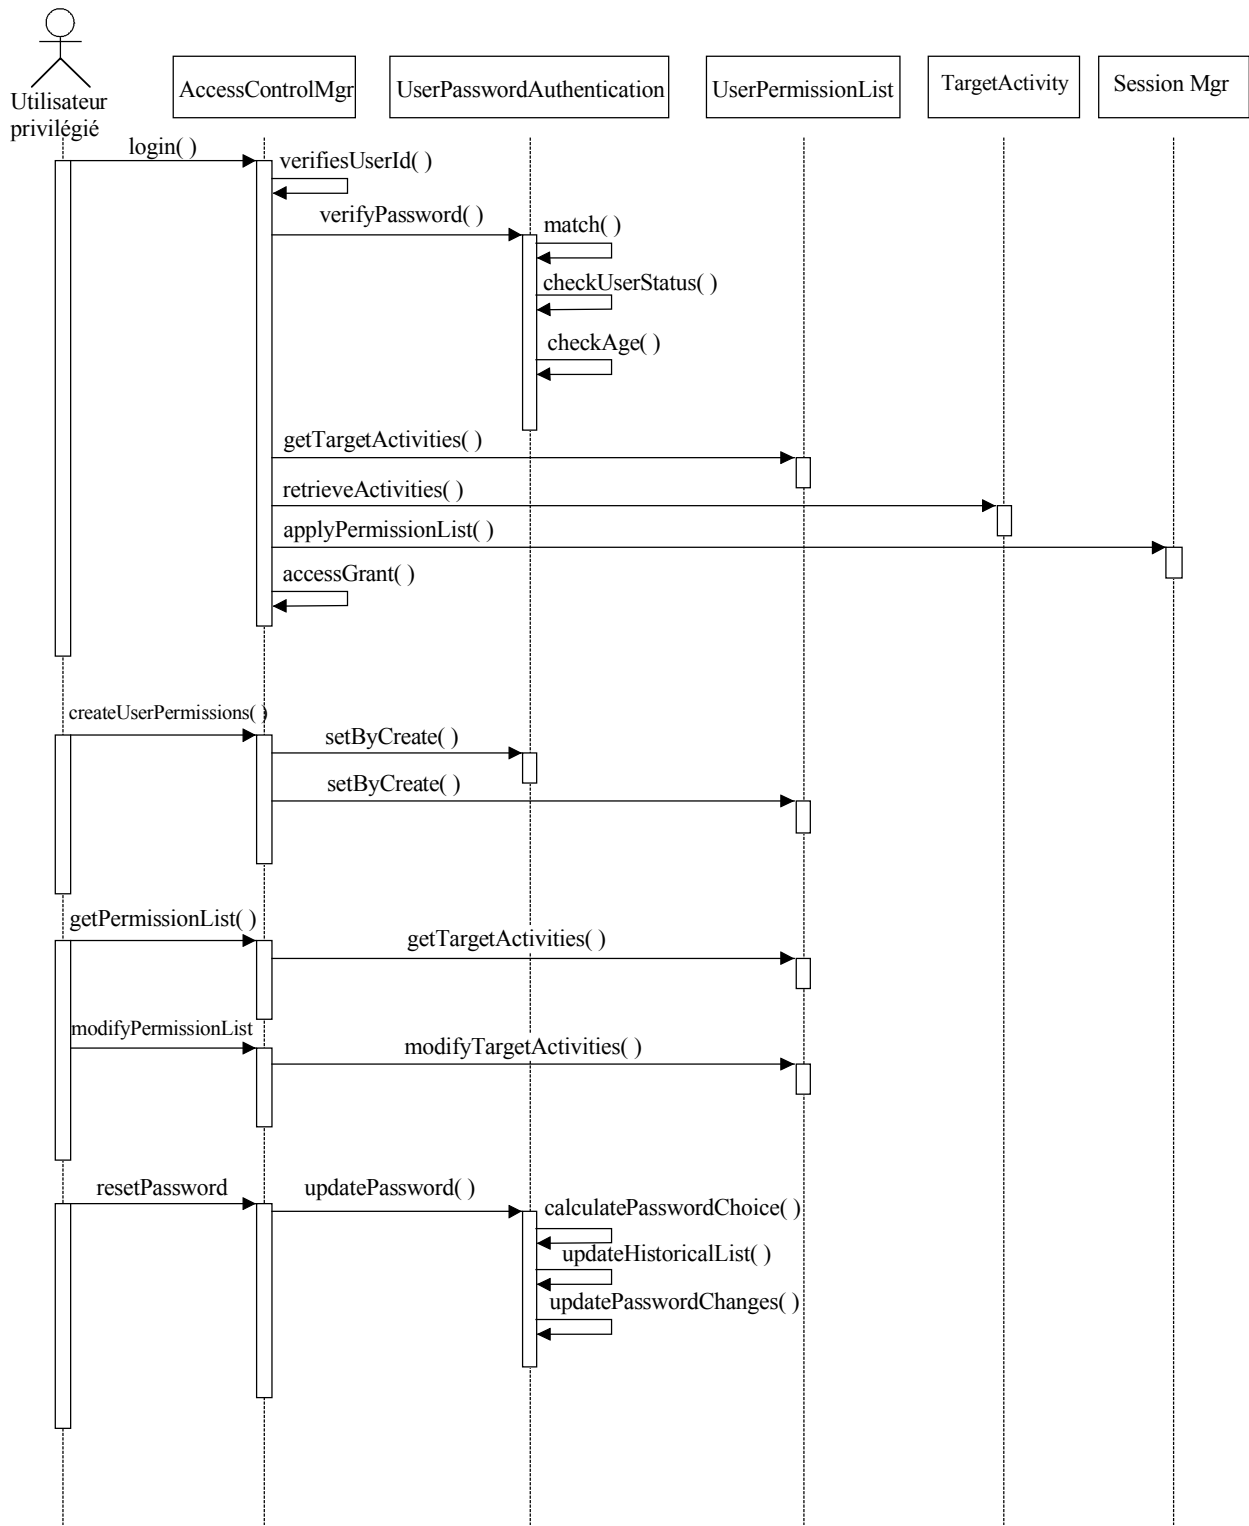 Utilisateur
privilégié
AccessControlMgr
UserPasswordAuthentication
UserPermissionList
TargetActivity
Session Mgr
login( )
verifiesUserId( )
verifyPassword( )
match( )
checkUserStatus( )
checkAge( )
getTargetActivities( )
retrieveActivities( )
applyPermissionList( )
accessGrant( )
createUserPermissions( )
setByCreate( )
setByCreate( )
getPermissionList( )
getTargetActivities( )
modifyPermissionList
modifyTargetActivities( )
resetPassword
updatePassword( )
calculatePasswordChoice( )
updateHistoricalList( )
updatePasswordChanges( )